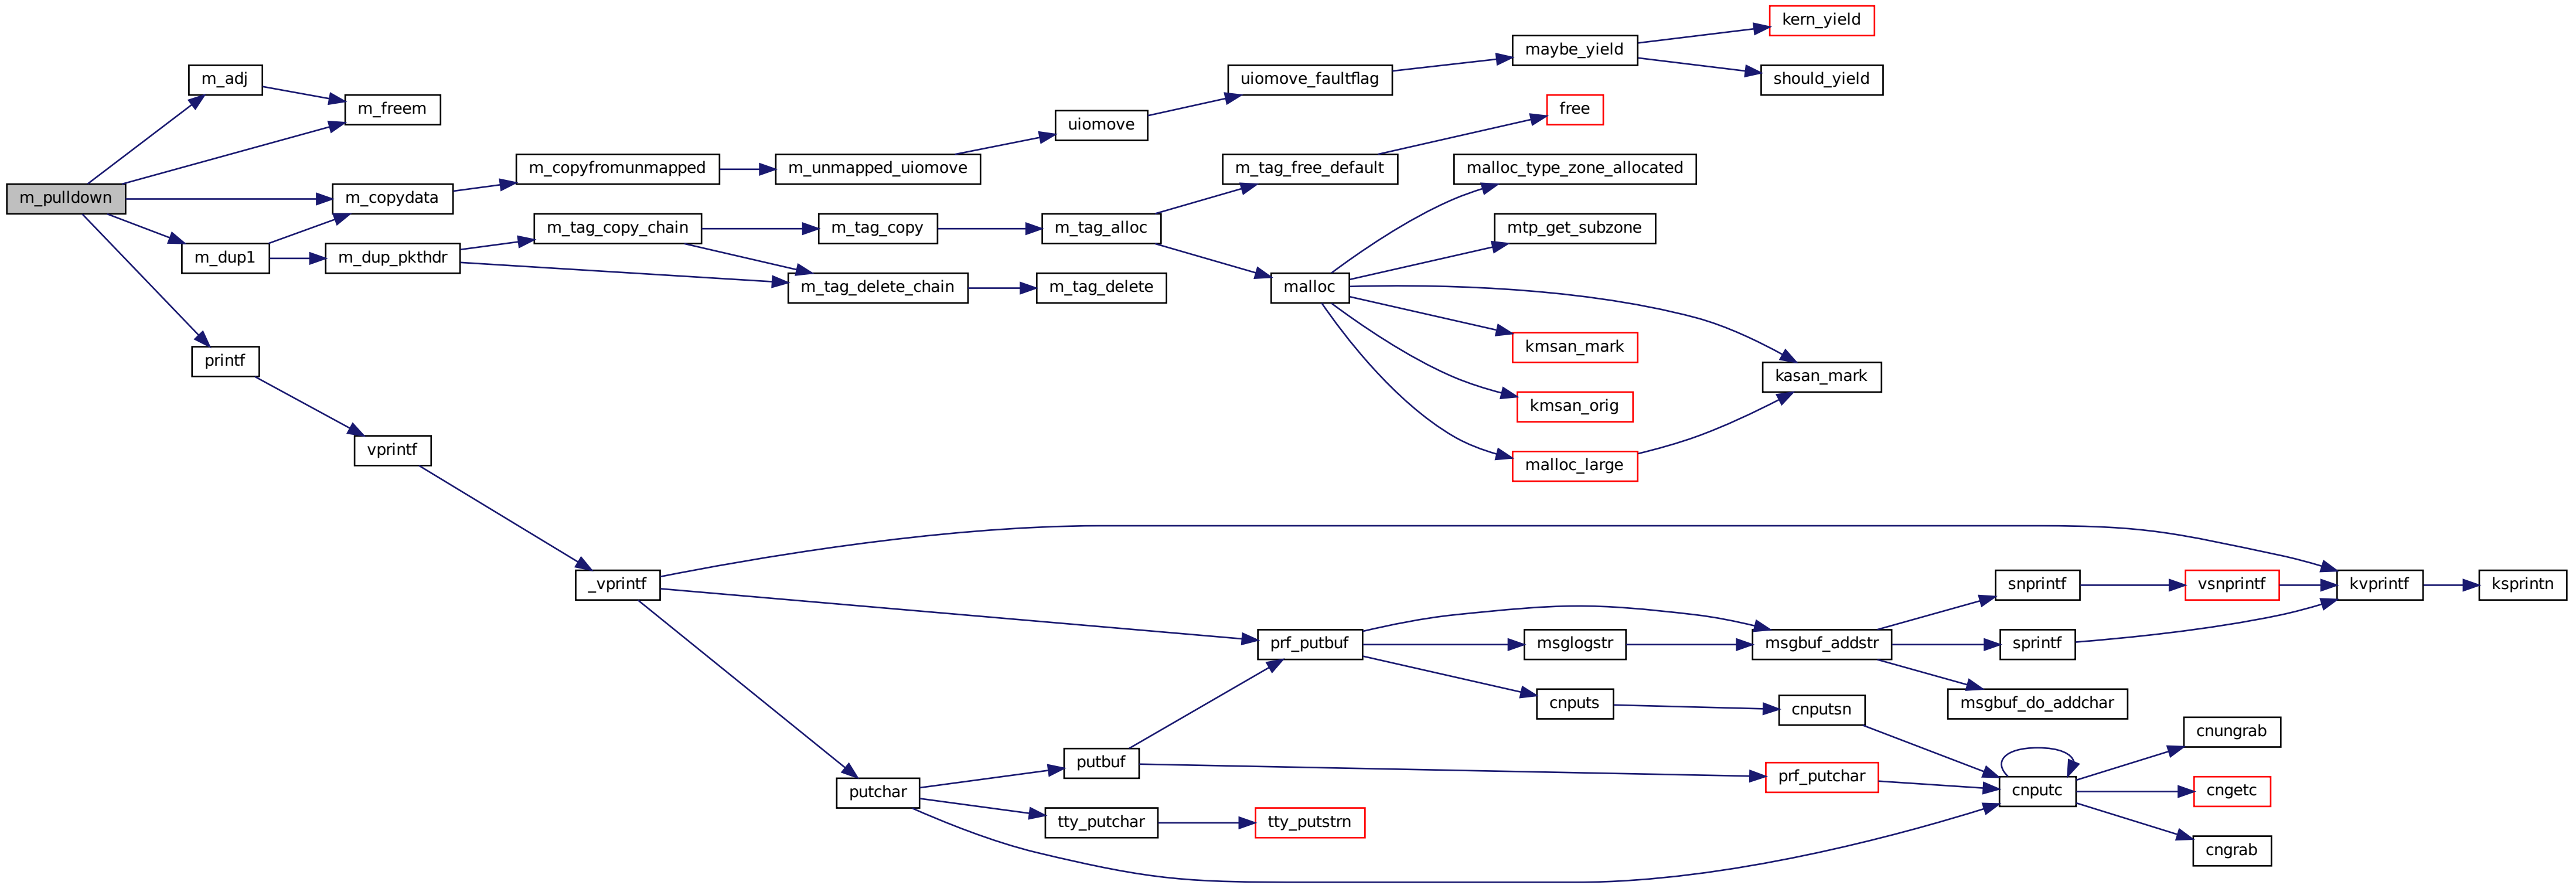 m_pulldown
m_adj
m_freem
m_copydata
m_dup1
m_dup_pkthdr
printf
vprintf
m_copyfromunmapped
m_unmapped_uiomove
uiomove
uiomove_faultflag
maybe_yield
kern_yield
should_yield
m_tag_copy_chain
m_tag_copy
m_tag_alloc
m_tag_free_default
free
m_tag_delete_chain
m_tag_delete
malloc
malloc_type_zone_allocated
mtp_get_subzone
kmsan_mark
kmsan_orig
malloc_large
kasan_mark
_vprintf
prf_putbuf
msglogstr
msgbuf_addstr
snprintf
vsnprintf
kvprintf
ksprintn
sprintf
msgbuf_do_addchar
cnputs
cnputsn
putchar
putbuf
prf_putchar
tty_putchar
tty_putstrn
cnputc
cnungrab
cngetc
cngrab